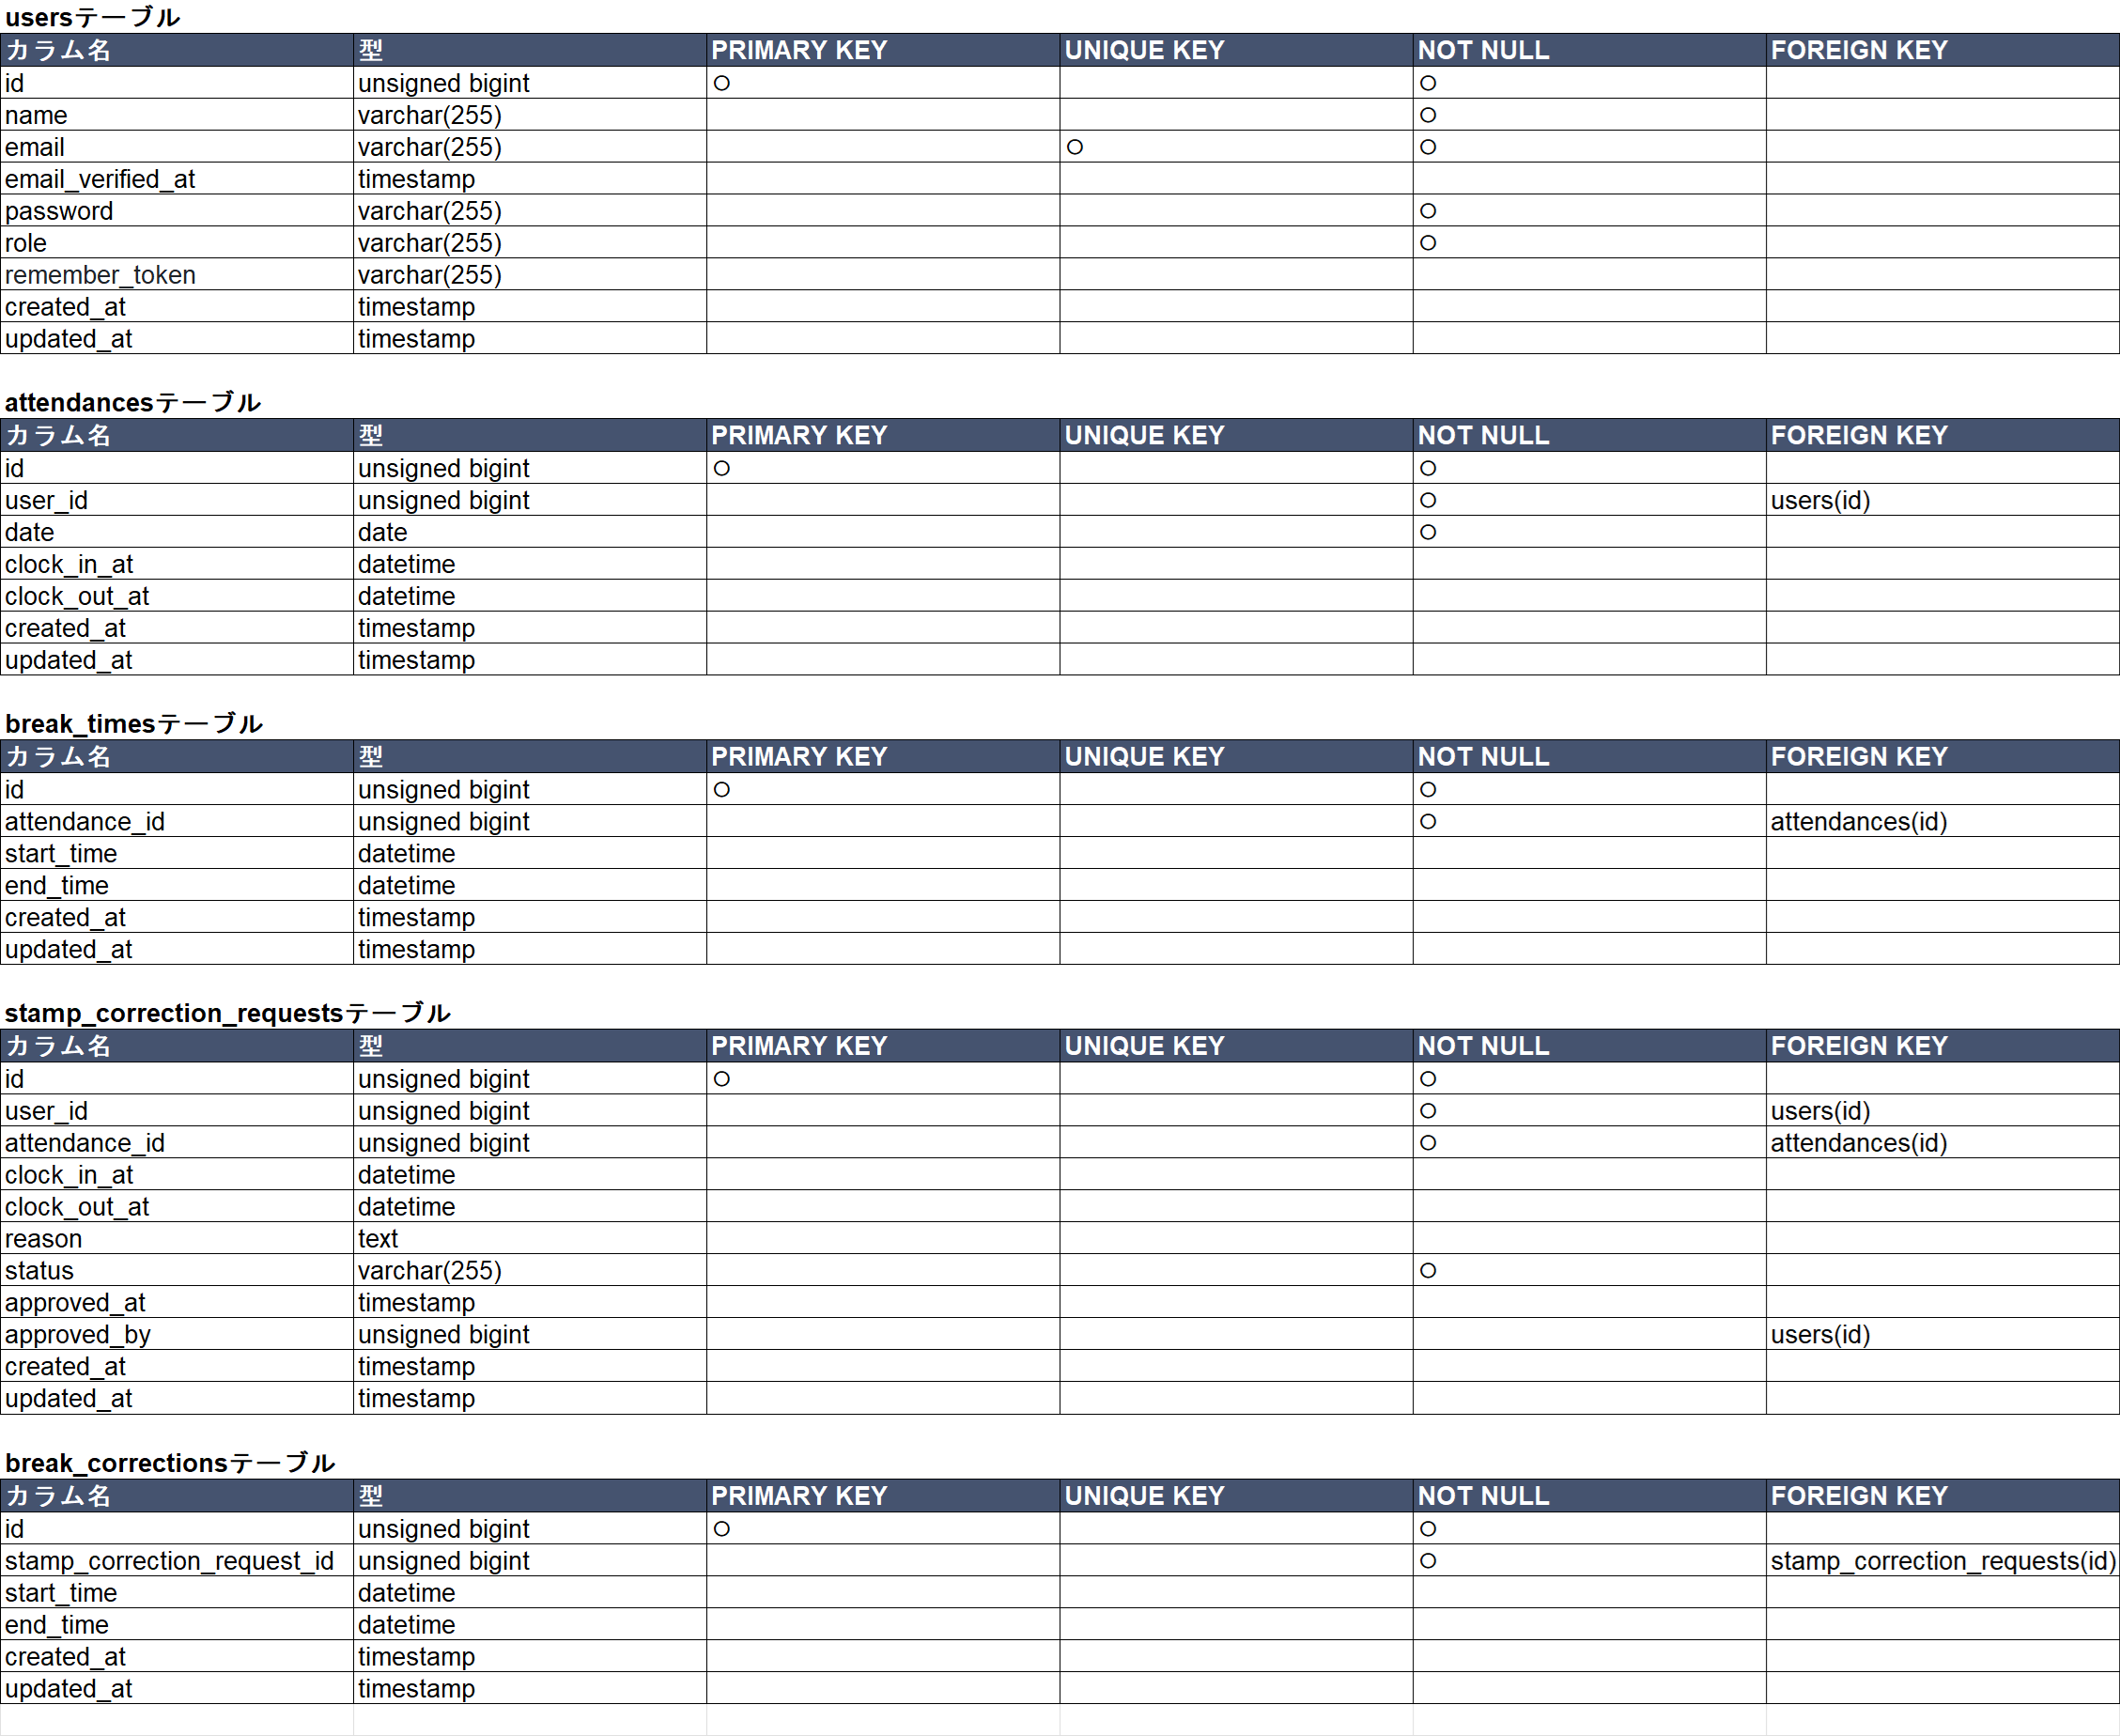 usersテーブル
カラム名 型 PRIMARY KEY UNIQUE KEY NOT NULL FOREIGN KEY
id unsigned bigint ○ ○
name varchar(255) ○
email varchar(255) ○ ○
email_verified_at timestamp
password varchar(255) ○
role varchar(255) ○
remember_token varchar(255)
created_at timestamp
updated_at timestamp
attendancesテーブル
カラム名 型 PRIMARY KEY UNIQUE KEY NOT NULL FOREIGN KEY
id unsigned bigint ○ ○
user_id unsigned bigint ○ users(id)
date date ○
clock_in_at datetime
clock_out_at datetime
created_at timestamp
updated_at timestamp
break_timesテーブル
カラム名 型 PRIMARY KEY UNIQUE KEY NOT NULL FOREIGN KEY
id unsigned bigint ○ ○
attendance_id unsigned bigint ○ attendances(id)
start_time datetime
end_time datetime
created_at timestamp
updated_at timestamp
stamp_correction_requestsテーブル
カラム名 型 PRIMARY KEY UNIQUE KEY NOT NULL FOREIGN KEY
id unsigned bigint ○ ○
user_id unsigned bigint ○ users(id)
attendance_id unsigned bigint ○ attendances(id)
clock_in_at datetime
clock_out_at datetime
reason text
status varchar(255) ○
approved_at timestamp
approved_by unsigned bigint users(id)
created_at timestamp
updated_at timestamp
break_correctionsテーブル
カラム名 型 PRIMARY KEY UNIQUE KEY NOT NULL FOREIGN KEY
id unsigned bigint ○ ○
stamp_correction_request_id unsigned bigint ○ stamp_correction_requests(id)
start_time datetime
end_time datetime
created_at timestamp
updated_at timestamp